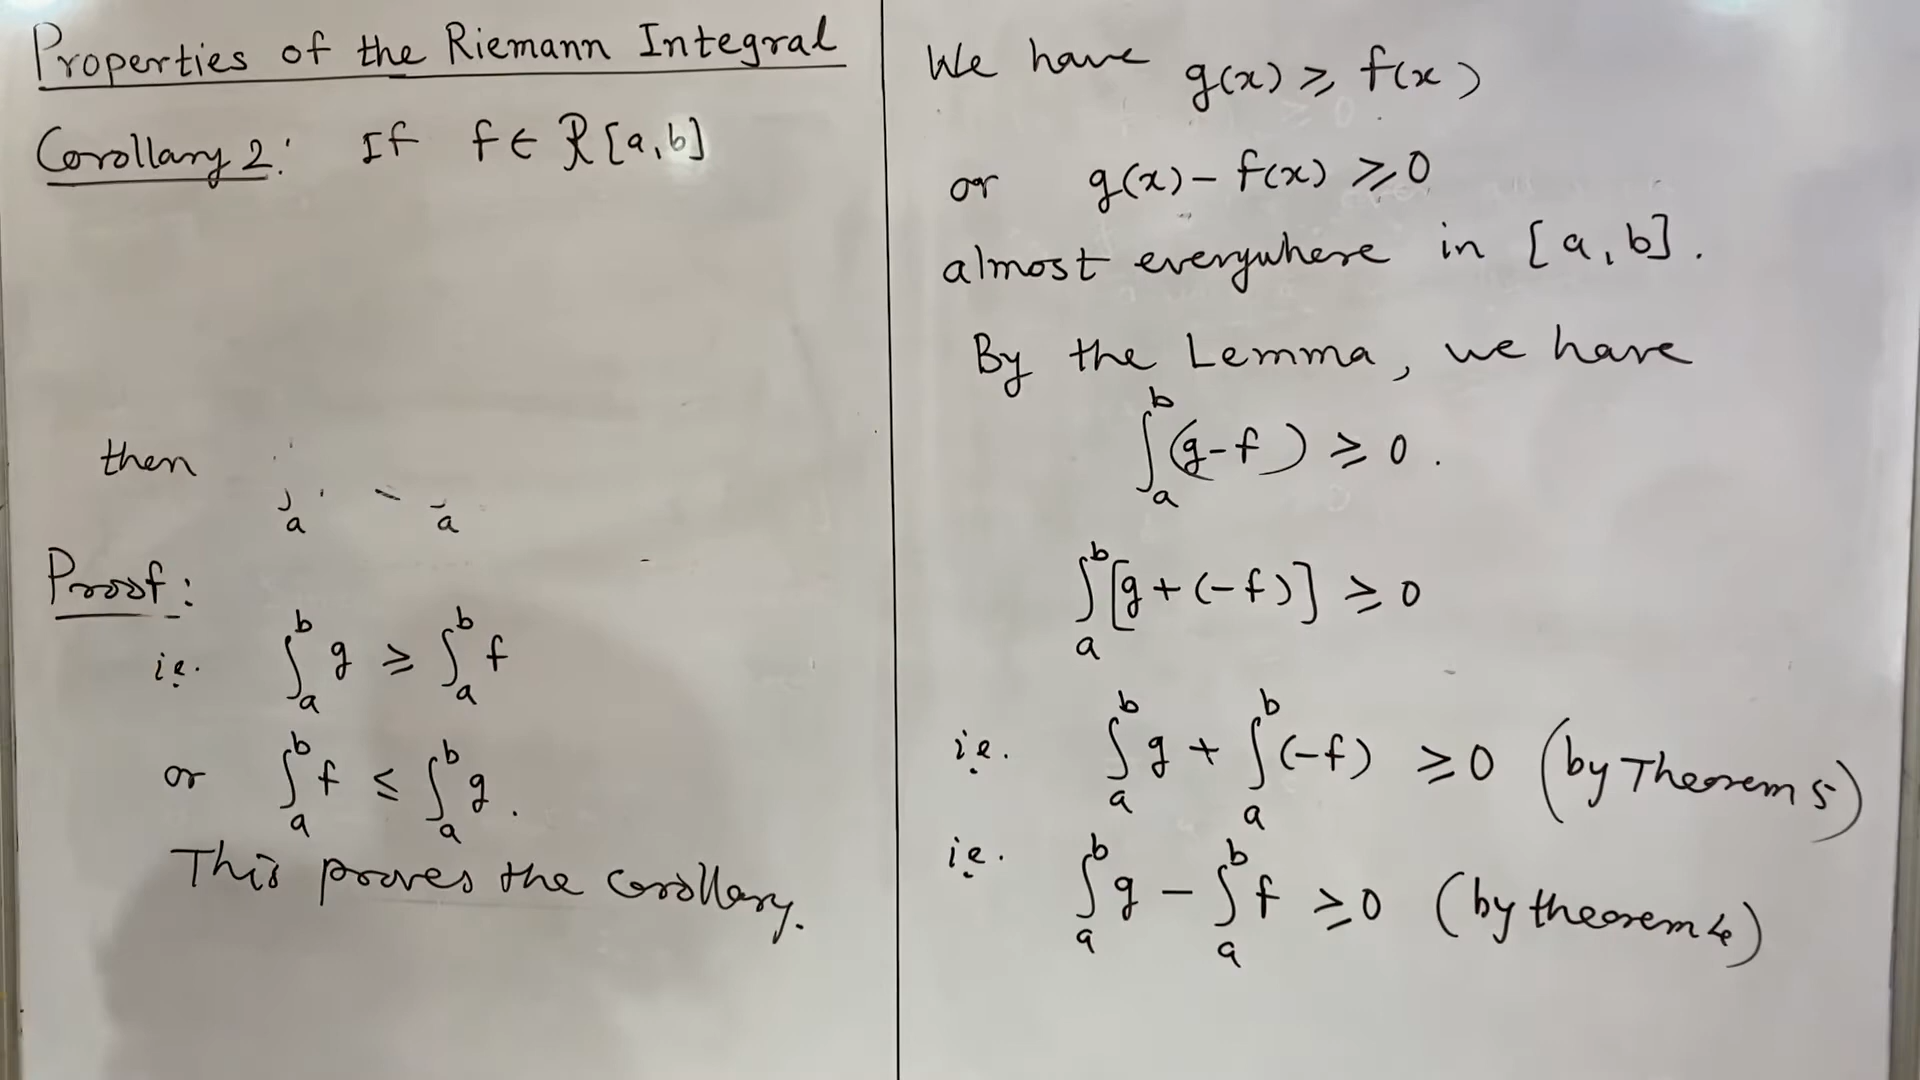 Properties of the Riemann Integral
Corollary 2: If f ∈ ℛ [a, b]
then
a a
Proof:
i.e. ∫_a^b g ≥ ∫_a^b f
or ∫_a^b f ≤ ∫_a^b g .
This proves the corollary.
We have g(x) ≥ f(x)
or g(x) - f(x) ≥ 0
almost everywhere in [a, b].
By the Lemma, we have
∫_a^b (g-f) ≥ 0 .
∫_a^b [g + (-f)] ≥ 0
i.e. ∫_a^b g + ∫_a^b (-f) ≥ 0 (by Theorem 5)
i.e. ∫_a^b g - ∫_a^b f ≥ 0 (by theorem 4)